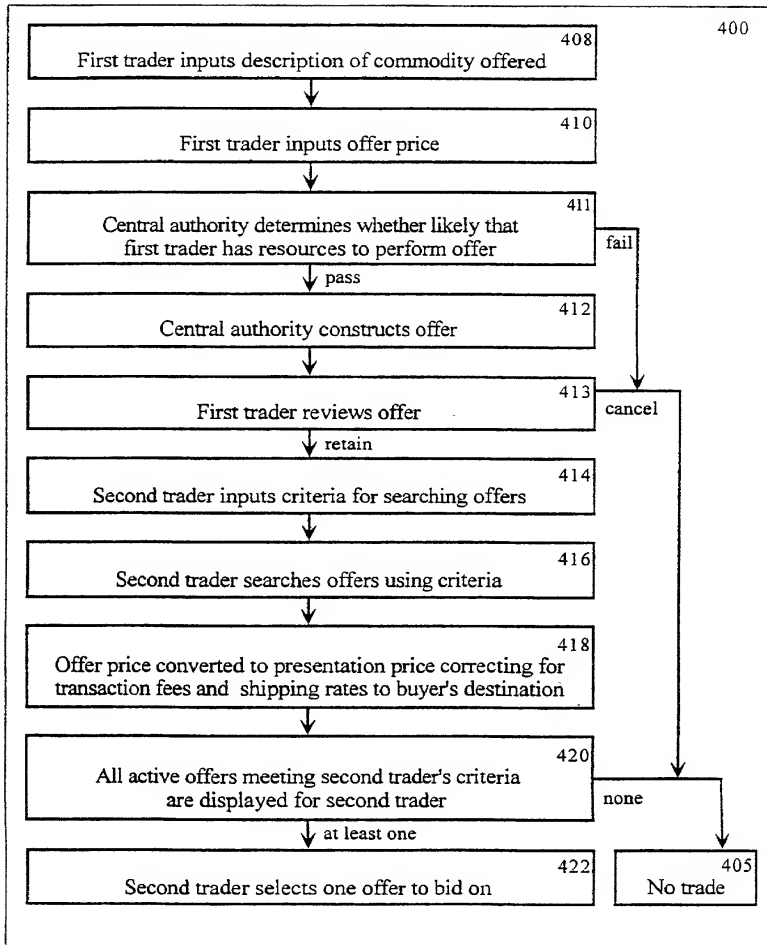 400
408
First trader inputs description of commodity offered
410
First trader inputs offer price
411
Central authority determines whether likely that
first trader has resources to perform offer
fail
pass
412
Central authority constructs offer
413
First trader reviews offer
cancel
retain
414
Second trader inputs criteria for searching offers
416
Second trader searches offers using criteria
418
Offer price converted to presentation price correcting for
transaction fees and shipping rates to buyer's destination
420
All active offers meeting second trader's criteria
are displayed for second trader
none
at least one
422
Second trader selects one offer to bid on
405
No trade